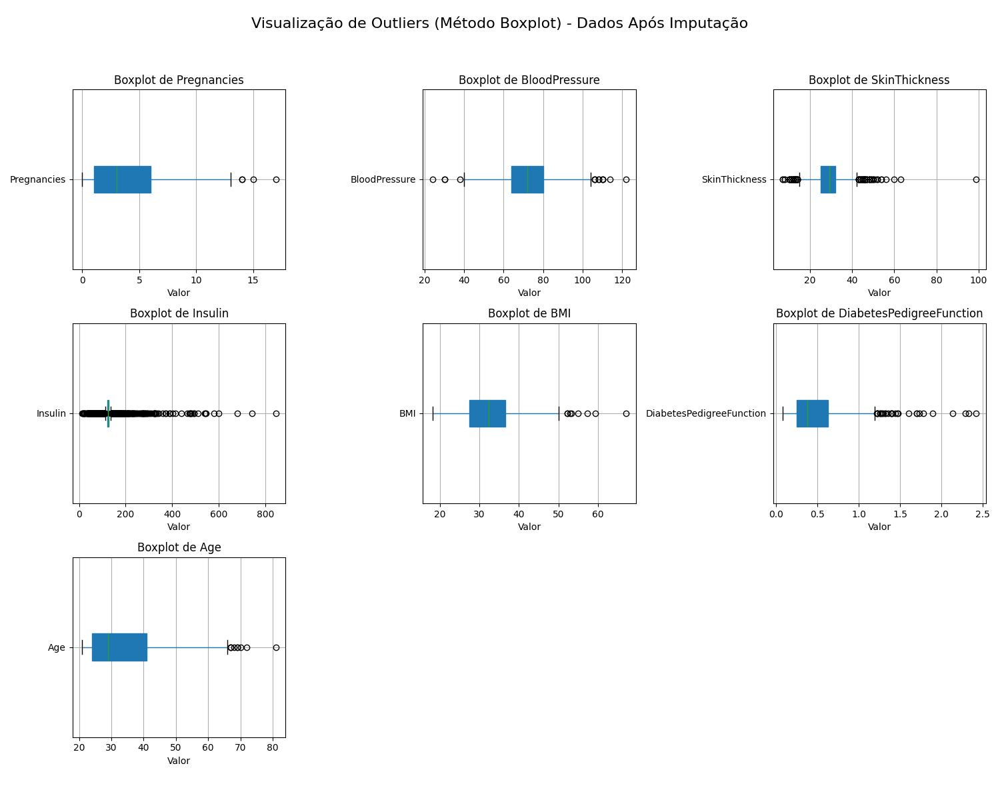 Visualização de Outliers (Método Boxplot) - Dados Após Imputação
Boxplot de Pregnancies
Pregnancies
0 5 10 15
Valor
Boxplot de BloodPressure
BloodPressure
20 40 60 80 100 120
Valor
Boxplot de SkinThickness
SkinThickness
20 40 60 80 100
Valor
Boxplot de Insulin
Insulin
0 200 400 600 800
Valor
Boxplot de BMI
BMI
20 30 40 50 60
Valor
Boxplot de DiabetesPedigreeFunction
DiabetesPedigreeFunction
0.0 0.5 1.0 1.5 2.0 2.5
Valor
Boxplot de Age
Age
20 30 40 50 60 70 80
Valor